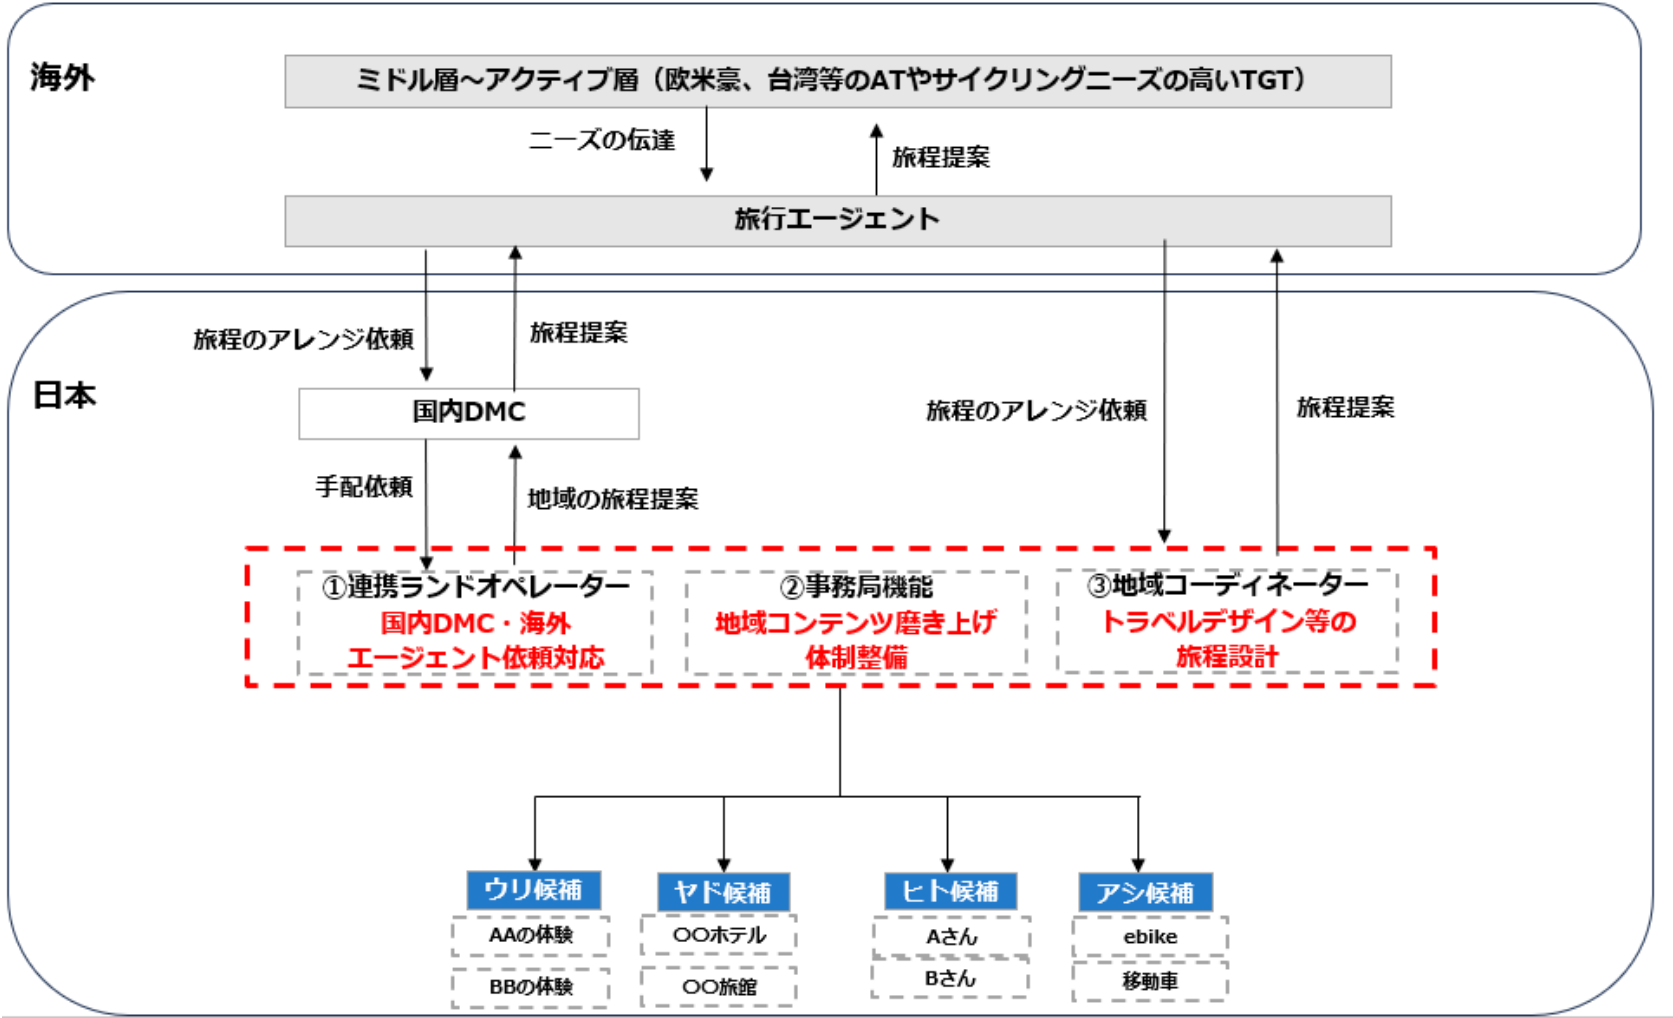 海外
ミドル層～アクティブ層（欧米豪、台湾等のATやサイクリングニーズの高いTGT）
ニーズの伝達
旅程提案
旅行エージェント
旅程のアレンジ依頼
旅程提案
日本
国内DMC
旅程のアレンジ依頼
旅程提案
手配依頼
地域の旅程提案
①連携ランドオペレーター
国内DMC・海外
エージェント依頼対応
②事務局機能
地域コンテンツ磨き上げ
体制整備
③地域コーディネーター
トラベルデザイン等の
旅程設計
ウリ候補
AAの体験
BBの体験
ヤド候補
〇〇ホテル
〇〇旅館
ヒト候補
Aさん
Bさん
アシ候補
ebike
移動車